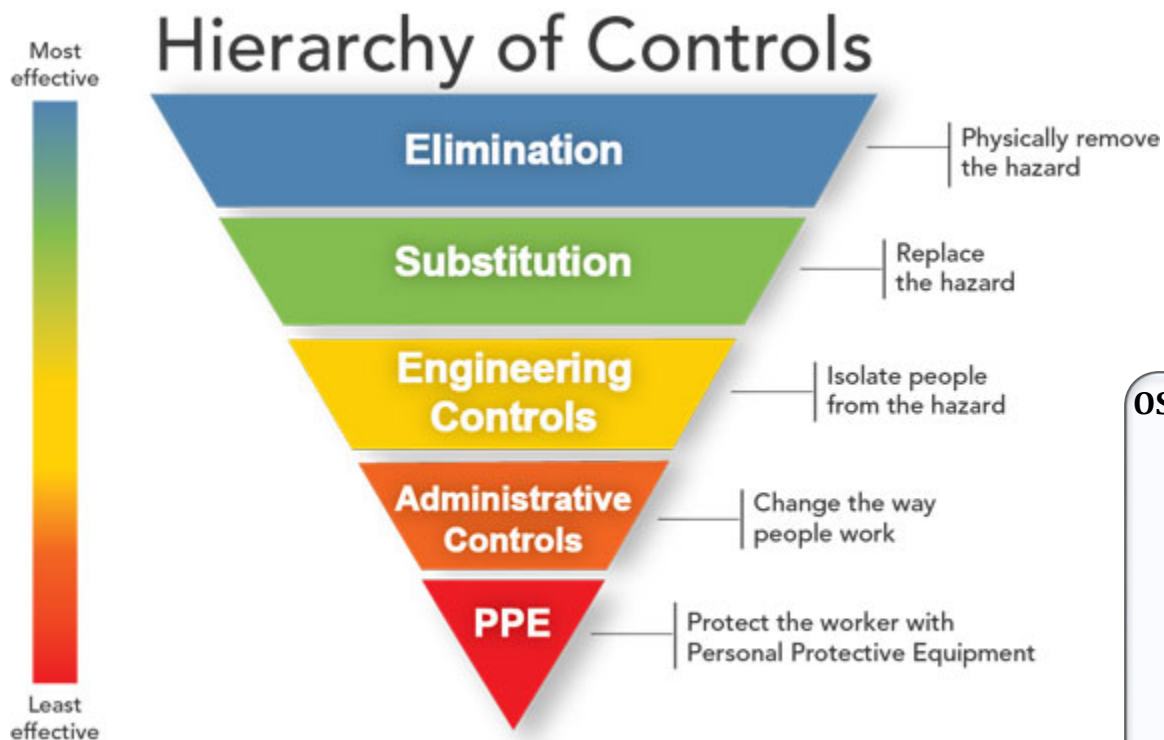 Hierarchy of Controls
Most
effective
Elimination
Physically remove
the hazard
Substitution
Replace
the hazard
Engineering
Controls
Isolate people
from the hazard
Administrative
Controls
Change the way
people work
PPE
Protect the worker with
Personal Protective Equipment
Least
effective